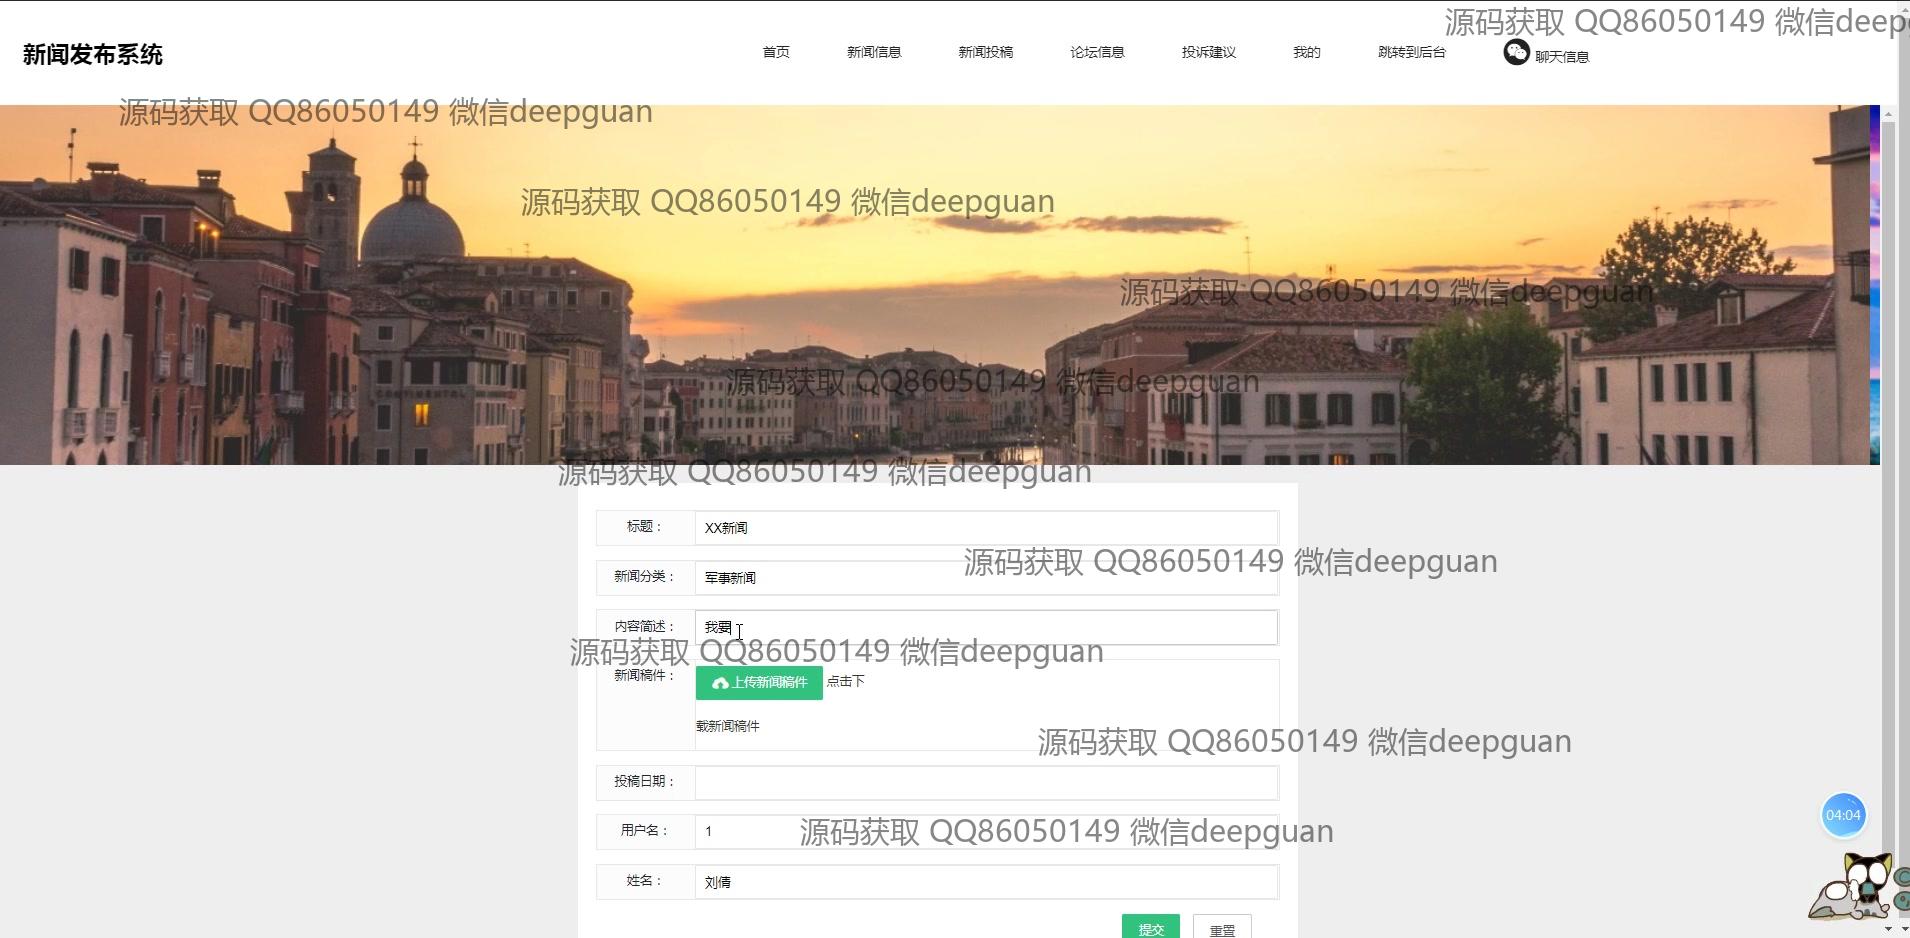 源码获取 QQ86050149 微信deepg
新闻发布系统
首页 新闻信息 新闻投稿 论坛信息 投诉建议 我的 跳转到后台 聊天信息
源码获取 QQ86050149 微信deepguan
源码获取 QQ86050149 微信deepguan
源码获取 QQ86050149 微信deepguan
源码获取 QQ86050149 微信deepguan
CONTINENTAL
源码获取 QQ86050149 微信deepguan
标题： XX新闻
源码获取 QQ86050149 微信deepguan
新闻分类： 军事新闻
内容简述： 我要
源码获取 QQ86050149 微信deepguan
新闻稿件： 上传新闻稿件 点击下
载新闻稿件
源码获取 QQ86050149 微信deepguan
投稿日期：
04:04
用户名： 1
源码获取 QQ86050149 微信deepguan
姓名： 刘倩
提交 重置